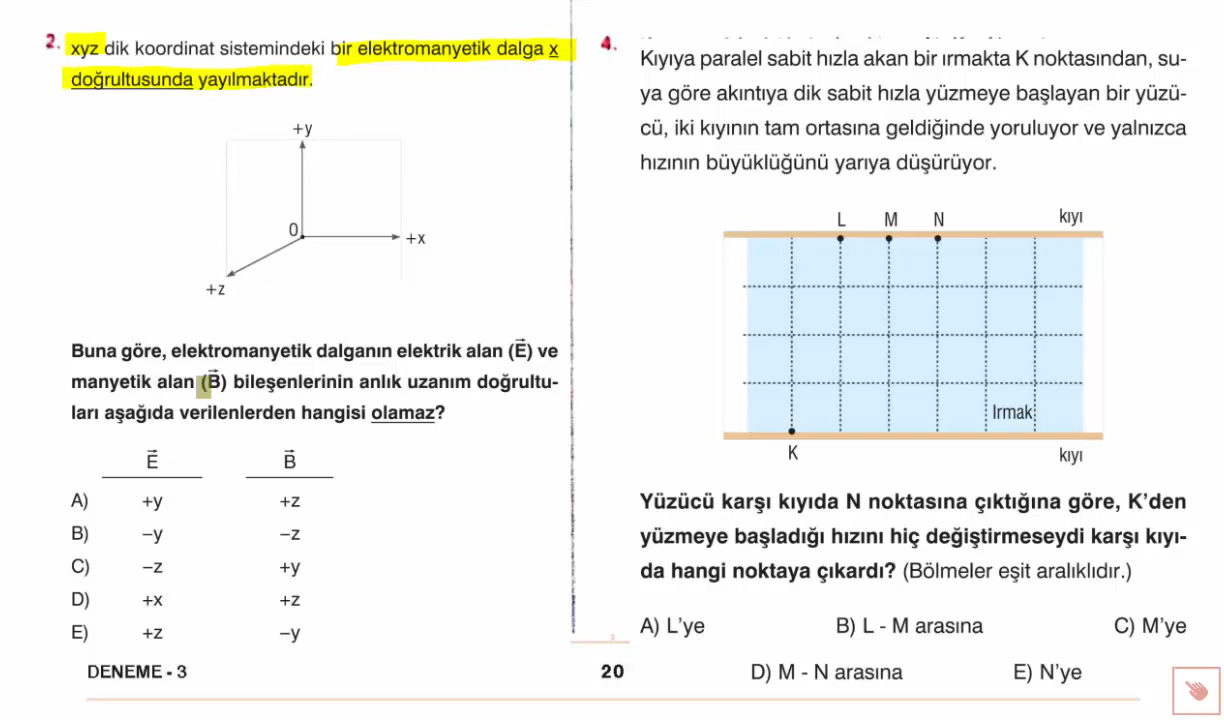 2. xyz dik koordinat sistemindeki bir elektromanyetik dalga x
doğrultusunda yayılmaktadır.
+y
0
+x
+z
Buna göre, elektromanyetik dalganın elektrik alan (E⃗) ve
manyetik alan (B⃗) bileşenlerinin anlık uzanım doğrultu-
ları aşağıda verilenlerden hangisi olamaz?
E⃗ B⃗
A) +y +z
B) –y –z
C) –z +y
D) +x +z
E) +z –y
DENEME - 3
4.
Kıyıya paralel sabit hızla akan bir ırmakta K noktasından, su-
ya göre akıntıya dik sabit hızla yüzmeye başlayan bir yüzü-
cü, iki kıyının tam ortasına geldiğinde yoruluyor ve yalnızca
hızının büyüklüğünü yarıya düşürüyor.
L M N kıyı
Irmak
K kıyı
Yüzücü karşı kıyıda N noktasına çıktığına göre, K’den
yüzmeye başladığı hızını hiç değiştirmeseydi karşı kıyı-
da hangi noktaya çıkardı? (Bölmeler eşit aralıklıdır.)
A) L’ye B) L - M arasına C) M’ye
D) M - N arasına E) N’ye
20